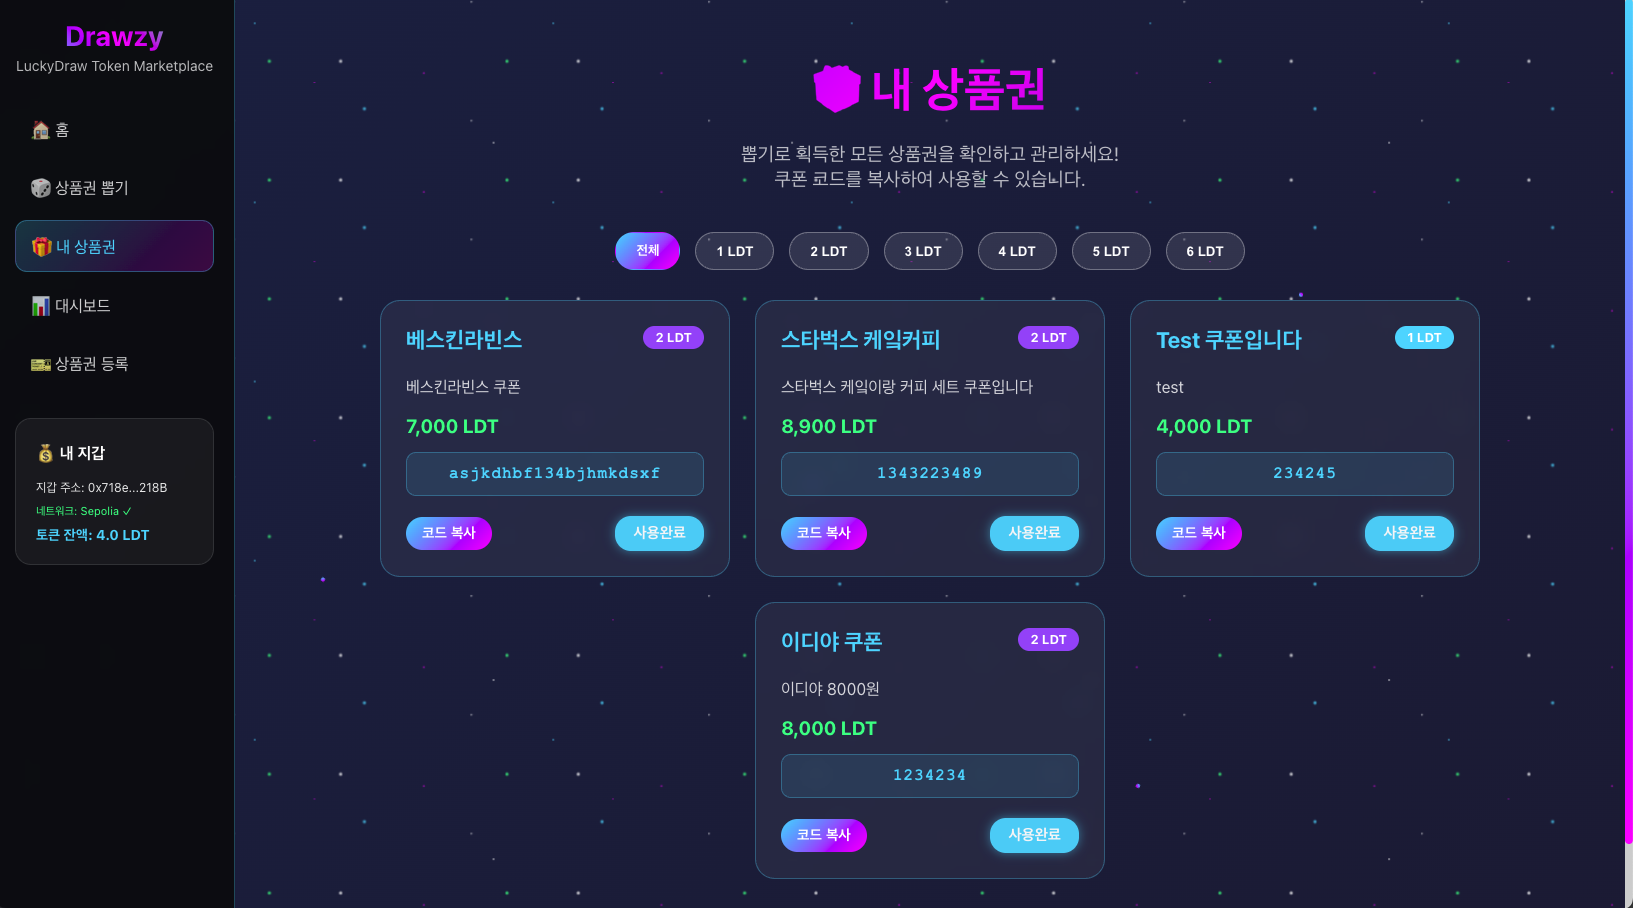 Drawzy
LuckyDraw Token Marketplace
홈
상품권 뽑기
내 상품권
대시보드
상품권 등록
내 지갑
지갑 주소: 0x718e...218B
네트워크: Sepolia ✓
토큰 잔액: 4.0 LDT
내 상품권
뽑기로 획득한 모든 상품권을 확인하고 관리하세요!
쿠폰 코드를 복사하여 사용할 수 있습니다.
전체 1 LDT 2 LDT 3 LDT 4 LDT 5 LDT 6 LDT
베스킨라빈스 2 LDT
베스킨라빈스 쿠폰
7,000 LDT
asjkdhbf134bjhmkdsxf
코드 복사 사용완료
스타벅스 케잌커피 2 LDT
스타벅스 케잌이랑 커피 세트 쿠폰입니다
8,900 LDT
1343223489
코드 복사 사용완료
Test 쿠폰입니다 1 LDT
test
4,000 LDT
234245
코드 복사 사용완료
이디야 쿠폰 2 LDT
이디야 8000원
8,000 LDT
1234234
코드 복사 사용완료